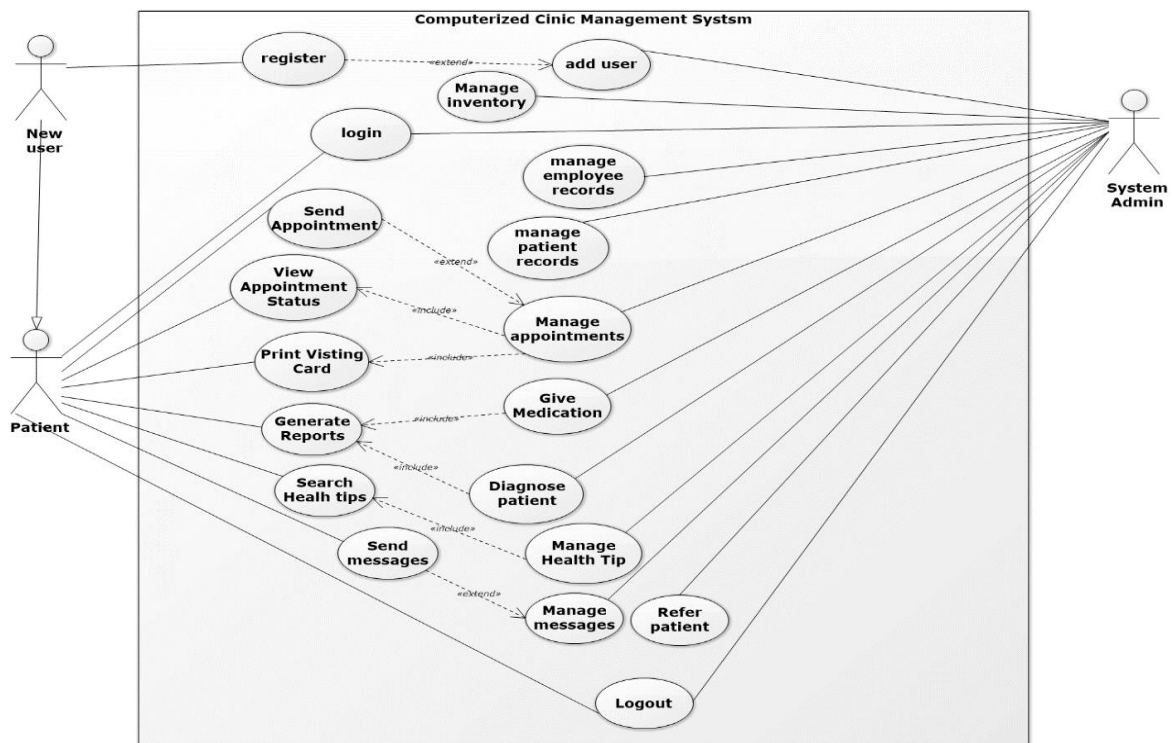 Computerized Cinic Management Systsm
register
«extend»
add user
Manage
inventory
New
user
login
manage
employee
records
System
Admin
Send
Appointment
manage
patient
records
«extend»
View
Appointment
Status
«include»
Manage
appointments
Print Visting
Card
«include»
Give
Medication
Patient
Generate
Reports
«include»
«include»
Search
Healh tips
Diagnose
patient
«include»
Send
messages
Manage
Health Tip
«extend»
Manage
messages
Refer
patient
Logout